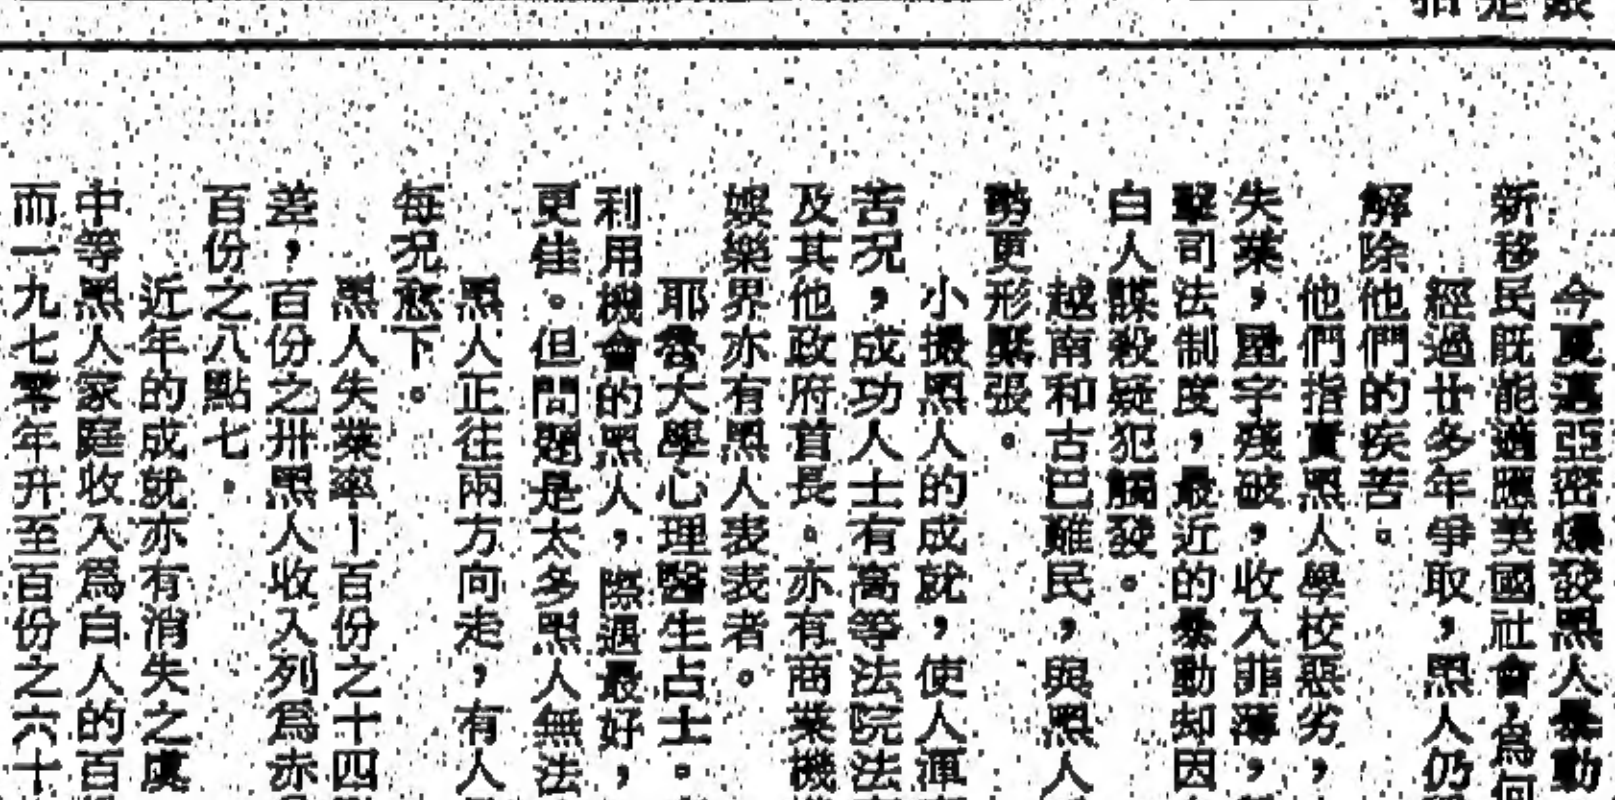 今夏邁亞密爆發黑人暴動
新移民既能適應美國社會，為何
經過廿多年爭取，黑人仍
解除他們的疾苦。
他們指責黑人學校惡劣，
失業，屋宇殘破，收入菲薄，
擊司法制度，最近的暴動却因
白人謀殺疑犯觸發。
越南和古巴難民，與黑人
勢更形緊張。
小撮黑人的成就，使人
苦况，成功人士有高等法院法
及其他政府首長。亦有商業機
娛樂界亦有黑人表表者。
耶魯大學心理醫生占士。
利用機會的黑人，際遇最好，
更佳。但問題是太多黑人無法
黑人正往兩方向走，有人
每况愈下。
黑人失業率—百份之十四
差，百份之卅黑人收入列爲赤
百份之八點七。
近年的成就亦有消失之虞
中等黑人家庭收入爲白人的百
而一九七零年升至百份之六十